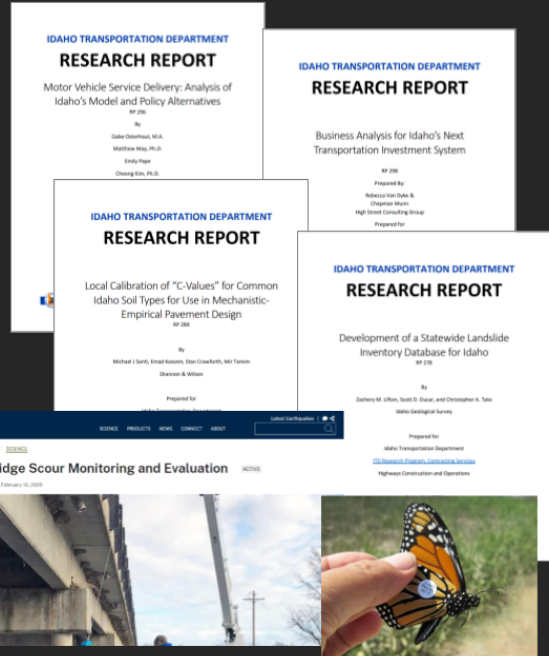 IDAHO TRANSPORTATION DEPARTMENT
RESEARCH REPORT
Motor Vehicle Service Delivery: Analysis of
Idaho's Model and Policy Alternatives
RP 296
By
Gabe Osterhout, M.A.
Matthew May, Ph.D.
Emily Pape
Cheong Kim, Ph.D.
IDAHO TRANSPORTATION DEPARTMENT
RESEARCH REPORT
Business Analysis for Idaho's Next
Transportation Investment System
RP 298
Prepared By:
Rebecca Van Dyke &
Chapman Munn
High Street Consulting Group
Prepared for
IDAHO TRANSPORTATION DEPARTMENT
RESEARCH REPORT
Local Calibration of "C-Values" for Common
Idaho Soil Types for Use in Mechanistic-
Empirical Pavement Design
RP 289
By
Michael J Santi, Emad Kassem, Stan Crawforth, Mir Tamim
Shannon & Wilson
Prepared for
IDAHO TRANSPORTATION DEPARTMENT
RESEARCH REPORT
Development of a Statewide Landslide
Inventory Database for Idaho
RP 278
By
Zachery M. Lifton, Scott D. Ducar, and Christopher A. Tate
Idaho Geological Survey
Prepared for
Idaho Transportation Department
ITD Research Program, Contracting Services
Highways Construction and Operations
Latest Earthquakes
SCIENCE PRODUCTS NEWS CONNECT ABOUT
SCIENCE
idge Scour Monitoring and Evaluation ACTIVE
February 10, 2020